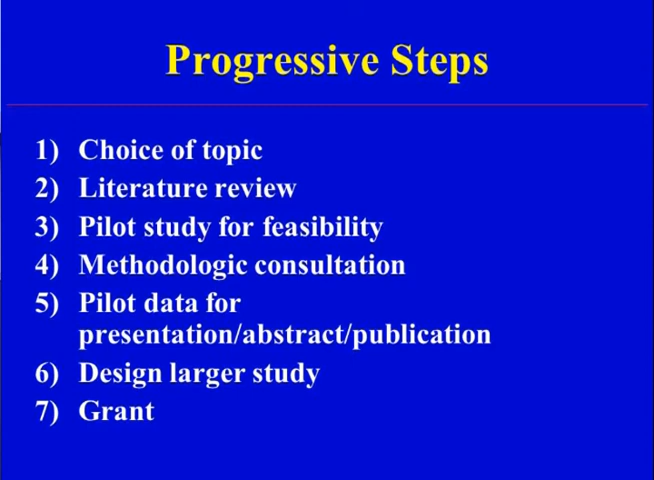 Progressive Steps
1) Choice of topic
2) Literature review
3) Pilot study for feasibility
4) Methodologic consultation
5) Pilot data for
presentation/abstract/publication
6) Design larger study
7) Grant